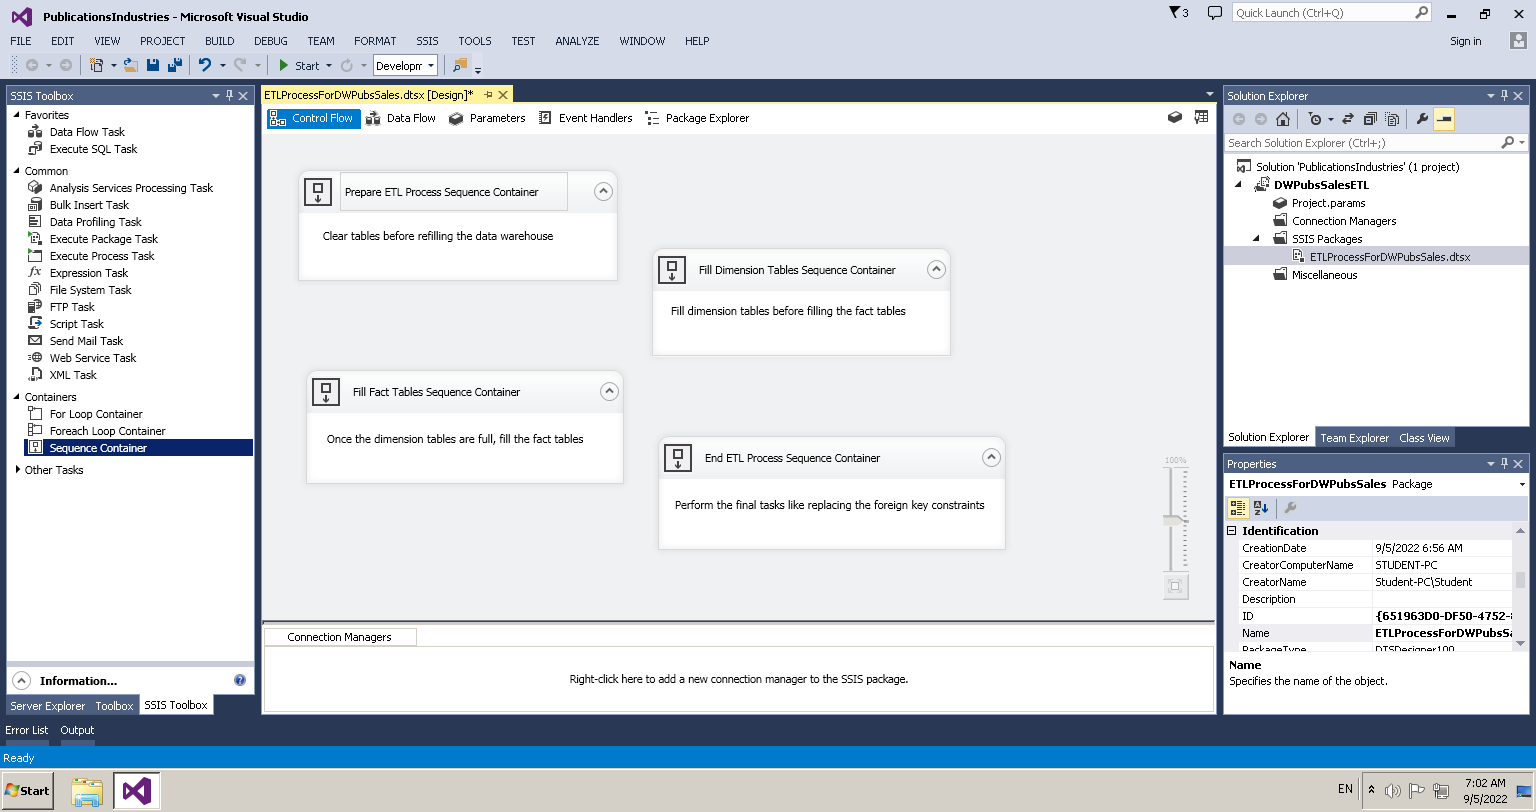 PublicationsIndustries - Microsoft Visual Studio
3
Quick Launch (Ctrl+Q)
FILE EDIT VIEW PROJECT BUILD DEBUG TEAM FORMAT SSIS TOOLS TEST ANALYZE WINDOW HELP
Sign in
Start
Developm
SSIS Toolbox
Favorites
Data Flow Task
Execute SQL Task
Common
Analysis Services Processing Task
Bulk Insert Task
Data Profiling Task
Execute Package Task
Execute Process Task
Expression Task
File System Task
FTP Task
Script Task
Send Mail Task
Web Service Task
XML Task
Containers
For Loop Container
Foreach Loop Container
Sequence Container
Other Tasks
Information...
Server Explorer Toolbox SSIS Toolbox
ETLProcessForDWPubsSales.dtsx [Design]*
Control Flow Data Flow Parameters Event Handlers Package Explorer
Prepare ETL Process Sequence Container
Clear tables before refilling the data warehouse
Fill Dimension Tables Sequence Container
Fill dimension tables before filling the fact tables
Fill Fact Tables Sequence Container
Once the dimension tables are full, fill the fact tables
End ETL Process Sequence Container
Perform the final tasks like replacing the foreign key constraints
100%
Connection Managers
Right-click here to add a new connection manager to the SSIS package.
Solution Explorer
Search Solution Explorer (Ctrl+;)
Solution 'PublicationsIndustries' (1 project)
DWPubsSalesETL
Project.params
Connection Managers
SSIS Packages
ETLProcessForDWPubsSales.dtsx
Miscellaneous
Solution Explorer Team Explorer Class View
Properties
ETLProcessForDWPubsSales Package
Identification
CreationDate 9/5/2022 6:56 AM
CreatorComputerName STUDENT-PC
CreatorName Student-PC\Student
Description
ID {651963D0-DF50-4752-
Name ETLProcessForDWPubsSa
PackageType DTSDesigner100
Name
Specifies the name of the object.
Error List Output
Ready
Start
EN
7:02 AM
9/5/2022